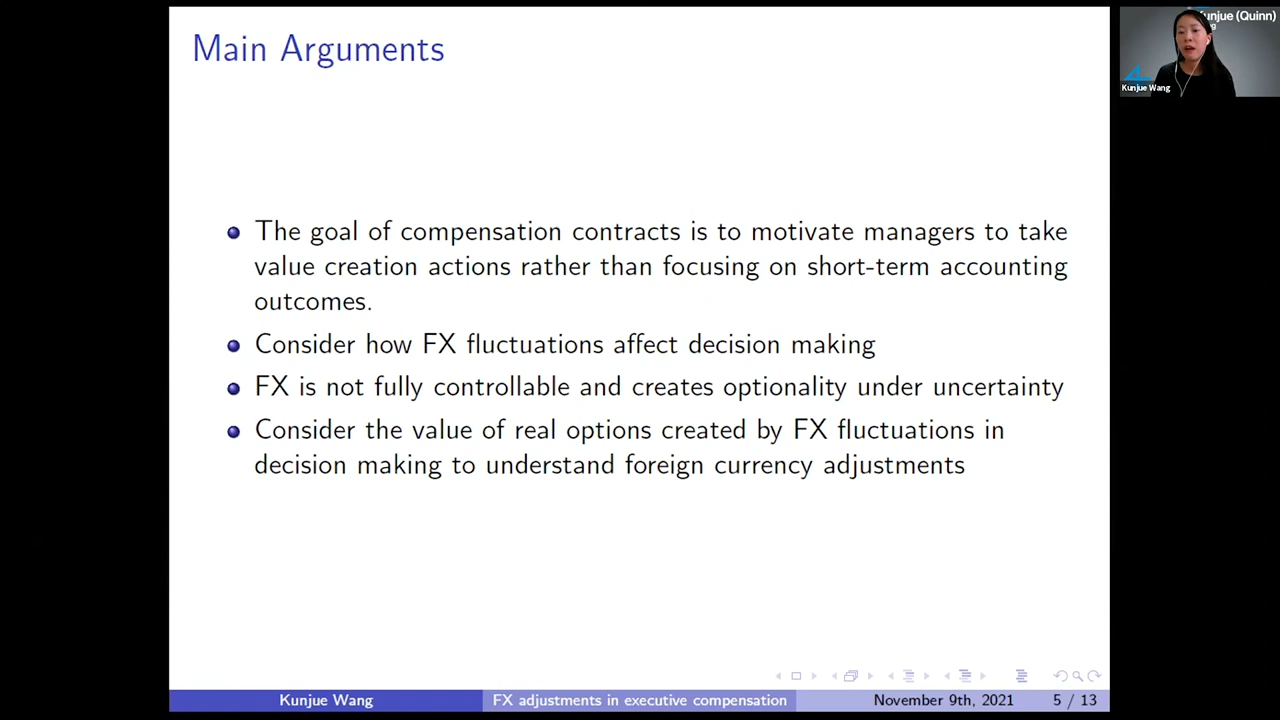 Main Arguments
The goal of compensation contracts is to motivate managers to take
value creation actions rather than focusing on short-term accounting
outcomes.
Consider how FX fluctuations affect decision making
FX is not fully controllable and creates optionality under uncertainty
Consider the value of real options created by FX fluctuations in
decision making to understand foreign currency adjustments
Kunjue Wang
FX adjustments in executive compensation
November 9th, 2021
5 / 13
Kunjue (Quinn)
Kunjue Wang